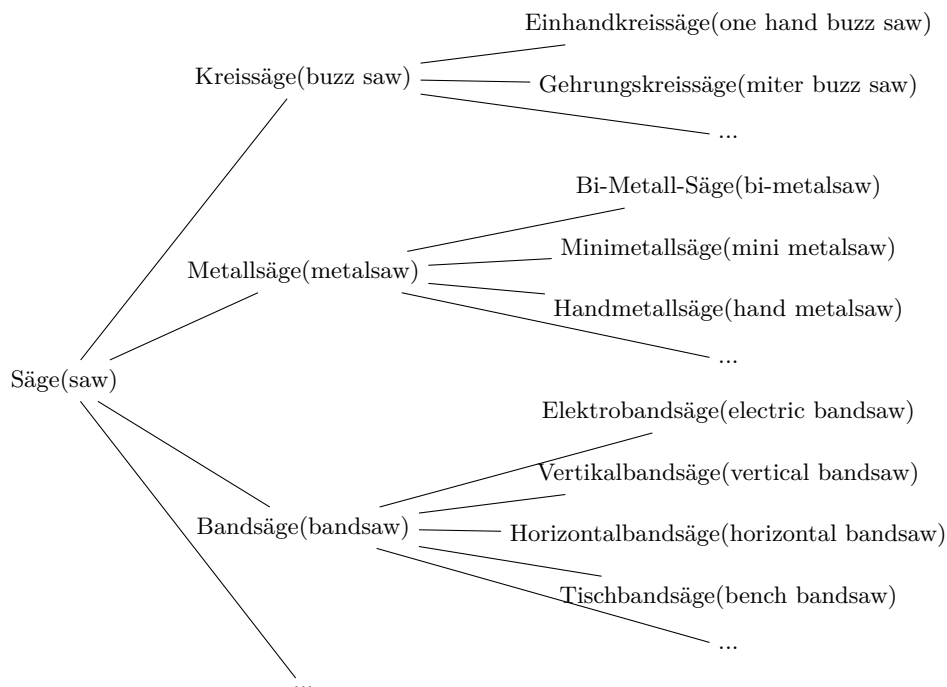 Einhandkreissäge(one hand buzz saw)
Kreissäge(buzz saw)
Gehrungskreissäge(miter buzz saw)
...
Bi-Metall-Säge(bi-metalsaw)
Minimetallsäge(mini metalsaw)
Metallsäge(metalsaw)
Handmetallsäge(hand metalsaw)
...
Säge(saw)
Elektrobandsäge(electric bandsaw)
Vertikalbandsäge(vertical bandsaw)
Bandsäge(bandsaw)
Horizontalbandsäge(horizontal bandsaw)
Tischbandsäge(bench bandsaw)
...
...